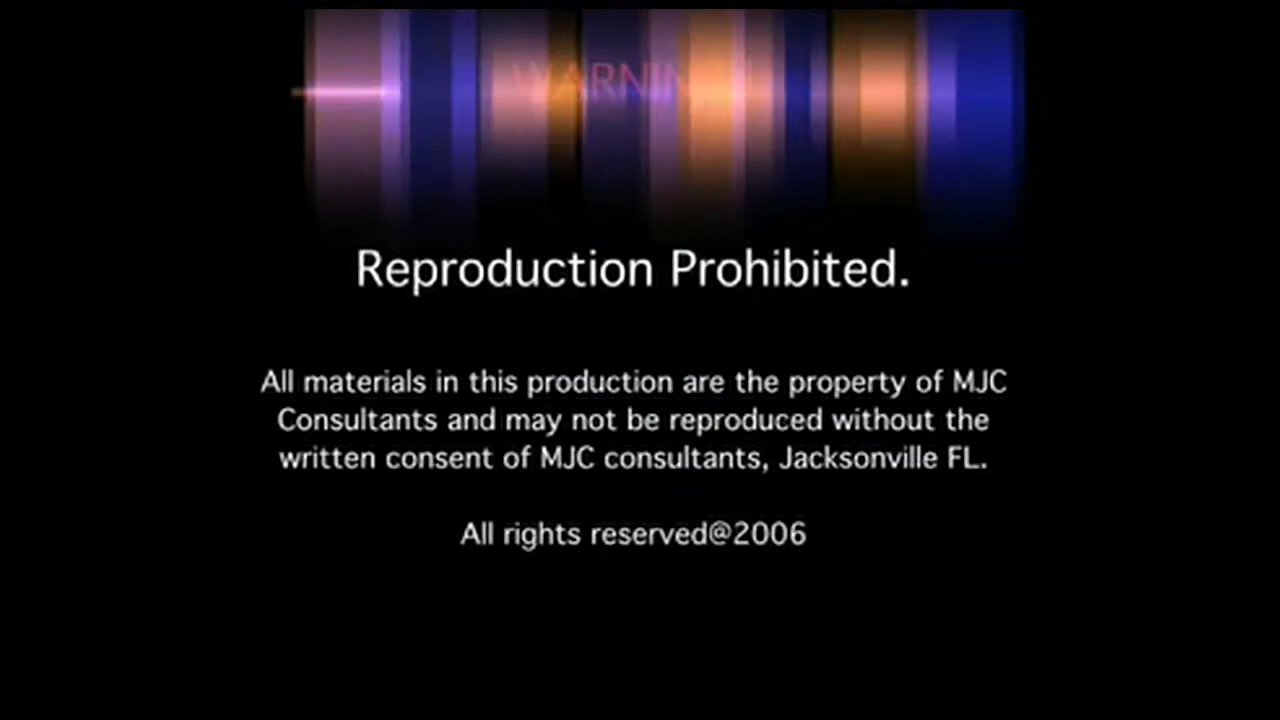 WARNING
Reproduction Prohibited.
All materials in this production are the property of MJC
Consultants and may not be reproduced without the
written consent of MJC consultants, Jacksonville FL.
All rights reserved@2006